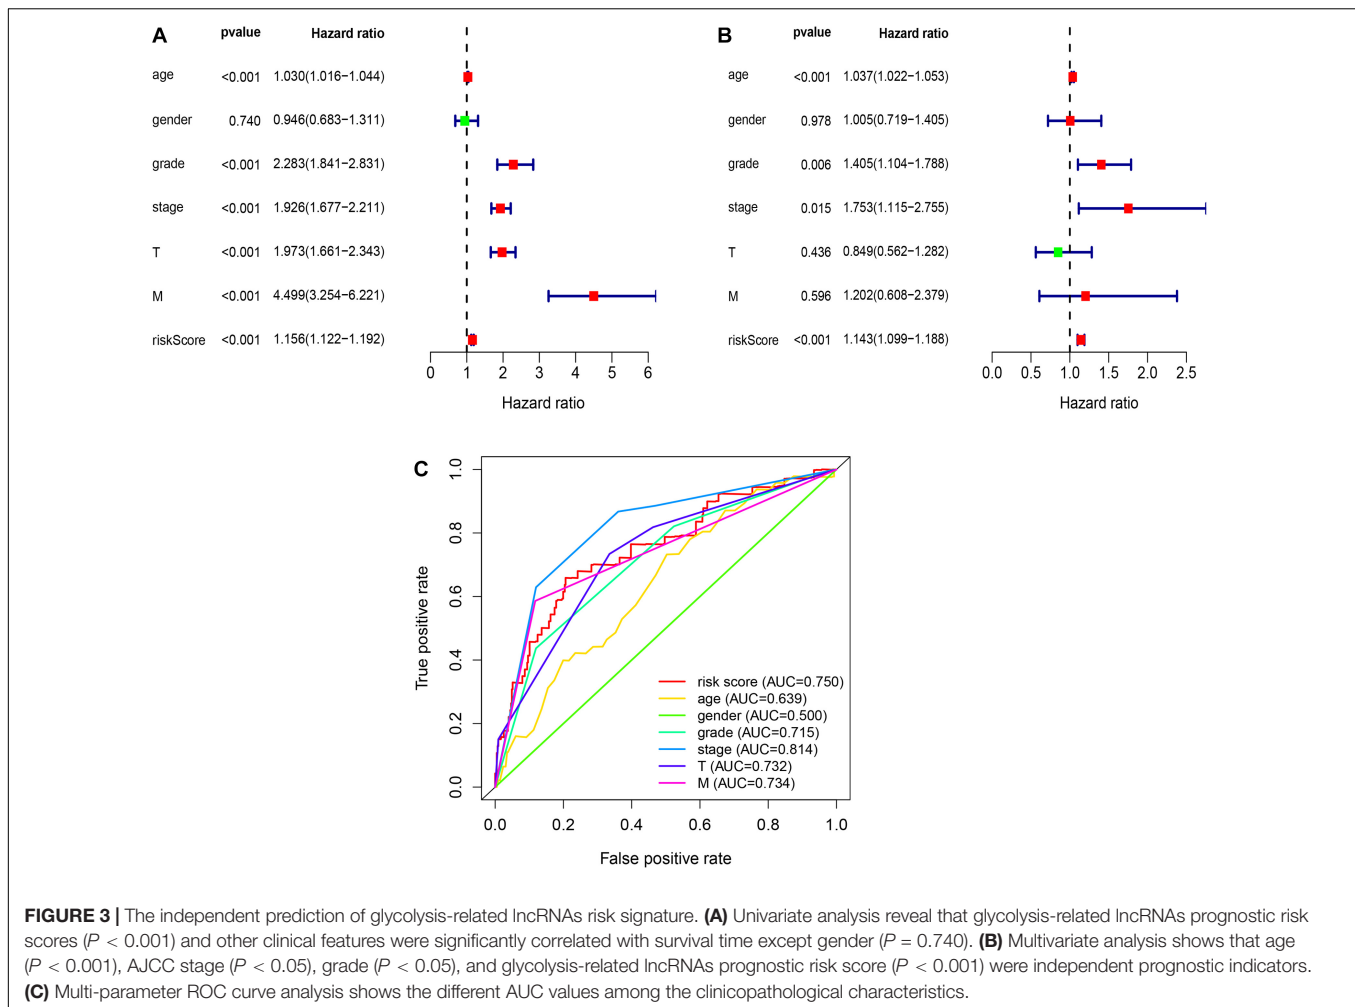 A pvalue Hazard ratio
age <0.001 1.030(1.016−1.044)
gender 0.740 0.946(0.683−1.311)
grade <0.001 2.283(1.841−2.831)
stage <0.001 1.926(1.677−2.211)
T <0.001 1.973(1.661−2.343)
M <0.001 4.499(3.254−6.221)
riskScore <0.001 1.156(1.122−1.192)
0 1 2 3 4 5 6
Hazard ratio
B pvalue Hazard ratio
age <0.001 1.037(1.022−1.053)
gender 0.978 1.005(0.719−1.405)
grade 0.006 1.405(1.104−1.788)
stage 0.015 1.753(1.115−2.755)
T 0.436 0.849(0.562−1.282)
M 0.596 1.202(0.608−2.379)
riskScore <0.001 1.143(1.099−1.188)
0.0 0.5 1.0 1.5 2.0 2.5
Hazard ratio
C
True positive rate
1.0
0.8
0.6
0.4
0.2
0.0
risk score (AUC=0.750)
age (AUC=0.639)
gender (AUC=0.500)
grade (AUC=0.715)
stage (AUC=0.814)
T (AUC=0.732)
M (AUC=0.734)
0.0 0.2 0.4 0.6 0.8 1.0
False positive rate
FIGURE 3 | The independent prediction of glycolysis-related lncRNAs risk signature. (A) Univariate analysis reveal that glycolysis-related lncRNAs prognostic risk
scores (P < 0.001) and other clinical features were significantly correlated with survival time except gender (P = 0.740). (B) Multivariate analysis shows that age
(P < 0.001), AJCC stage (P < 0.05), grade (P < 0.05), and glycolysis-related lncRNAs prognostic risk score (P < 0.001) were independent prognostic indicators.
(C) Multi-parameter ROC curve analysis shows the different AUC values among the clinicopathological characteristics.